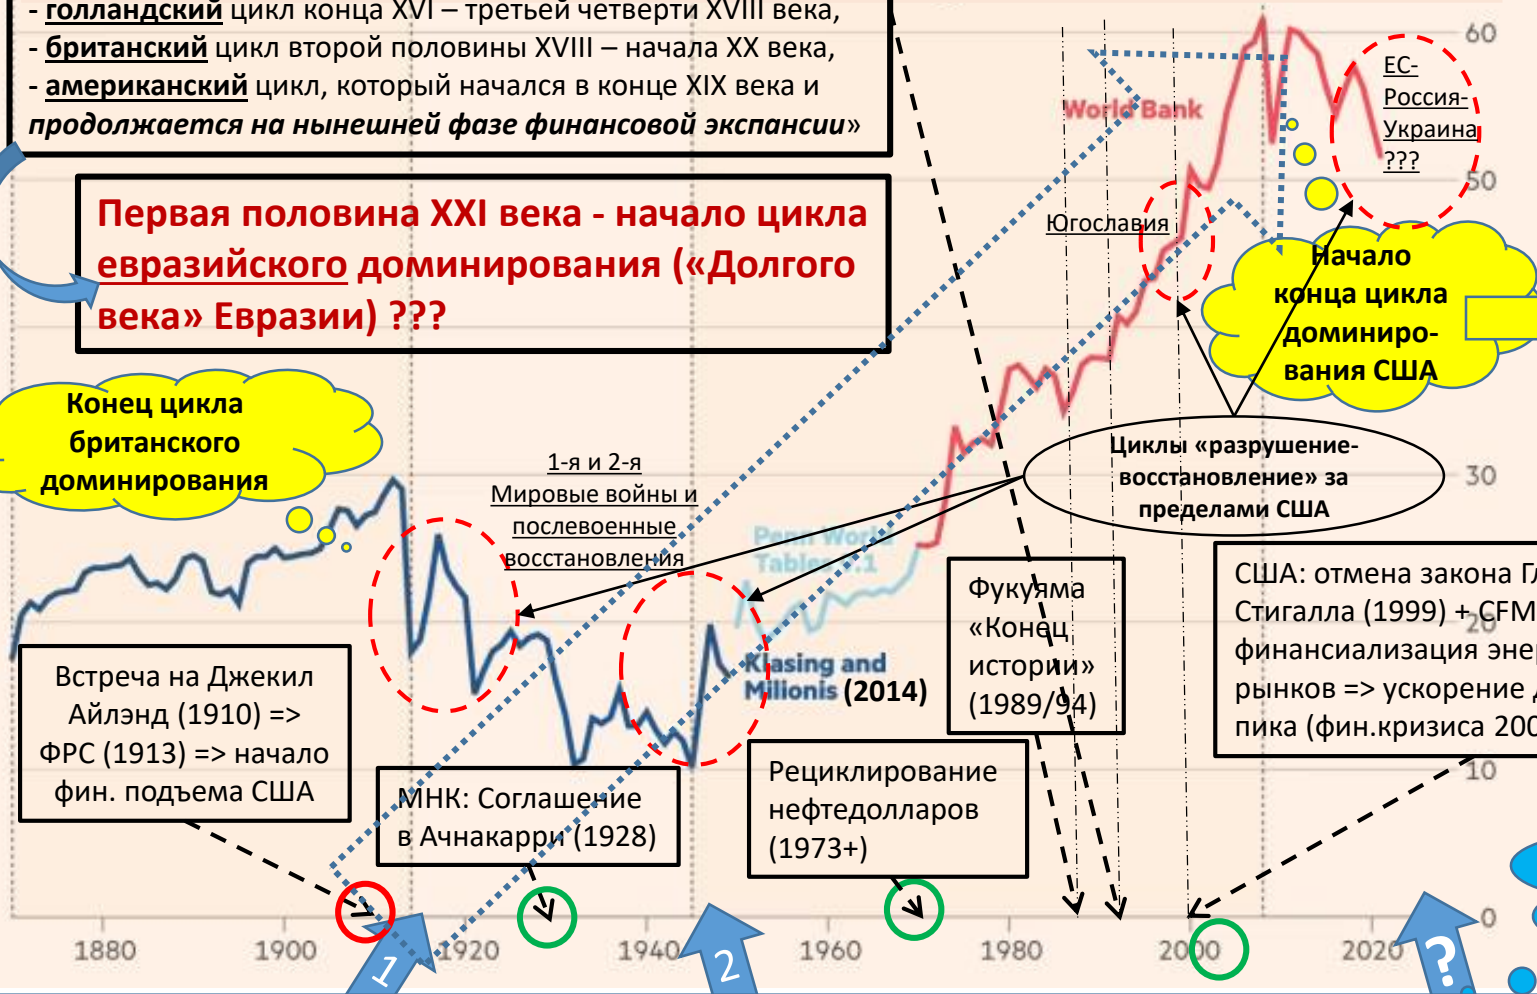 - голландский цикл конца XVI – третьей четверти XVIII века,
- британский цикл второй половины XVIII – начала XX века,
- американский цикл, который начался в конце XIX века и
продолжается на нынешней фазе финансовой экспансии»
Первая половина XXI века - начало цикла
евразийского доминирования («Долгого
века» Евразии) ???
World Bank
60
50
30
20
10
0
ЕС-
Россия-
Украина
???
Югославия
Начало
конца цикла
доминиро-
вания США
Конец цикла
британского
доминирования
1-я и 2-я
Мировые войны и
послевоенные
восстановления
Циклы «разрушение-
восстановление» за
пределами США
Penn World
Tables 9.1
Klasing and
Milionis (2014)
Фукуяма
«Конец
истории»
(1989/94)
США: отмена закона
Стигалла (1999) + CFM
финансиализация
рынков => ускорение
пика (фин.кризиса
Встреча на Джекил
Айлэнд (1910) =>
ФРС (1913) => начало
фин. подъема США
МНК: Соглашение
в Ачнакарри (1928)
Рециклирование
нефтедолларов
(1973+)
1880
1900
1920
1940
1960
1980
2000
2020
1
2
?